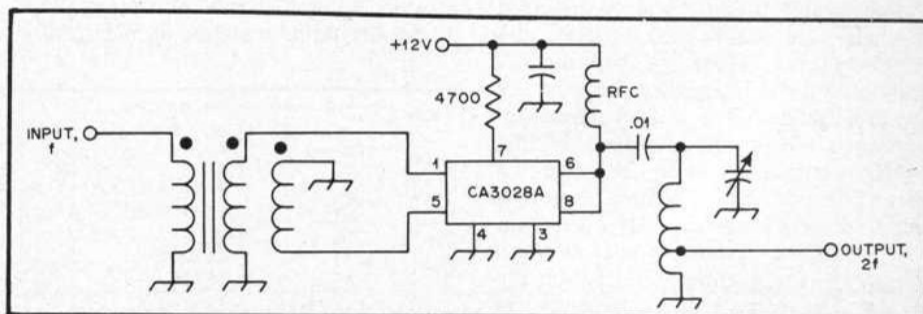 +12V
4700
RFC
.01
INPUT,
f
7
1
6
CA3028A
5
8
4
3
OUTPUT,
2f